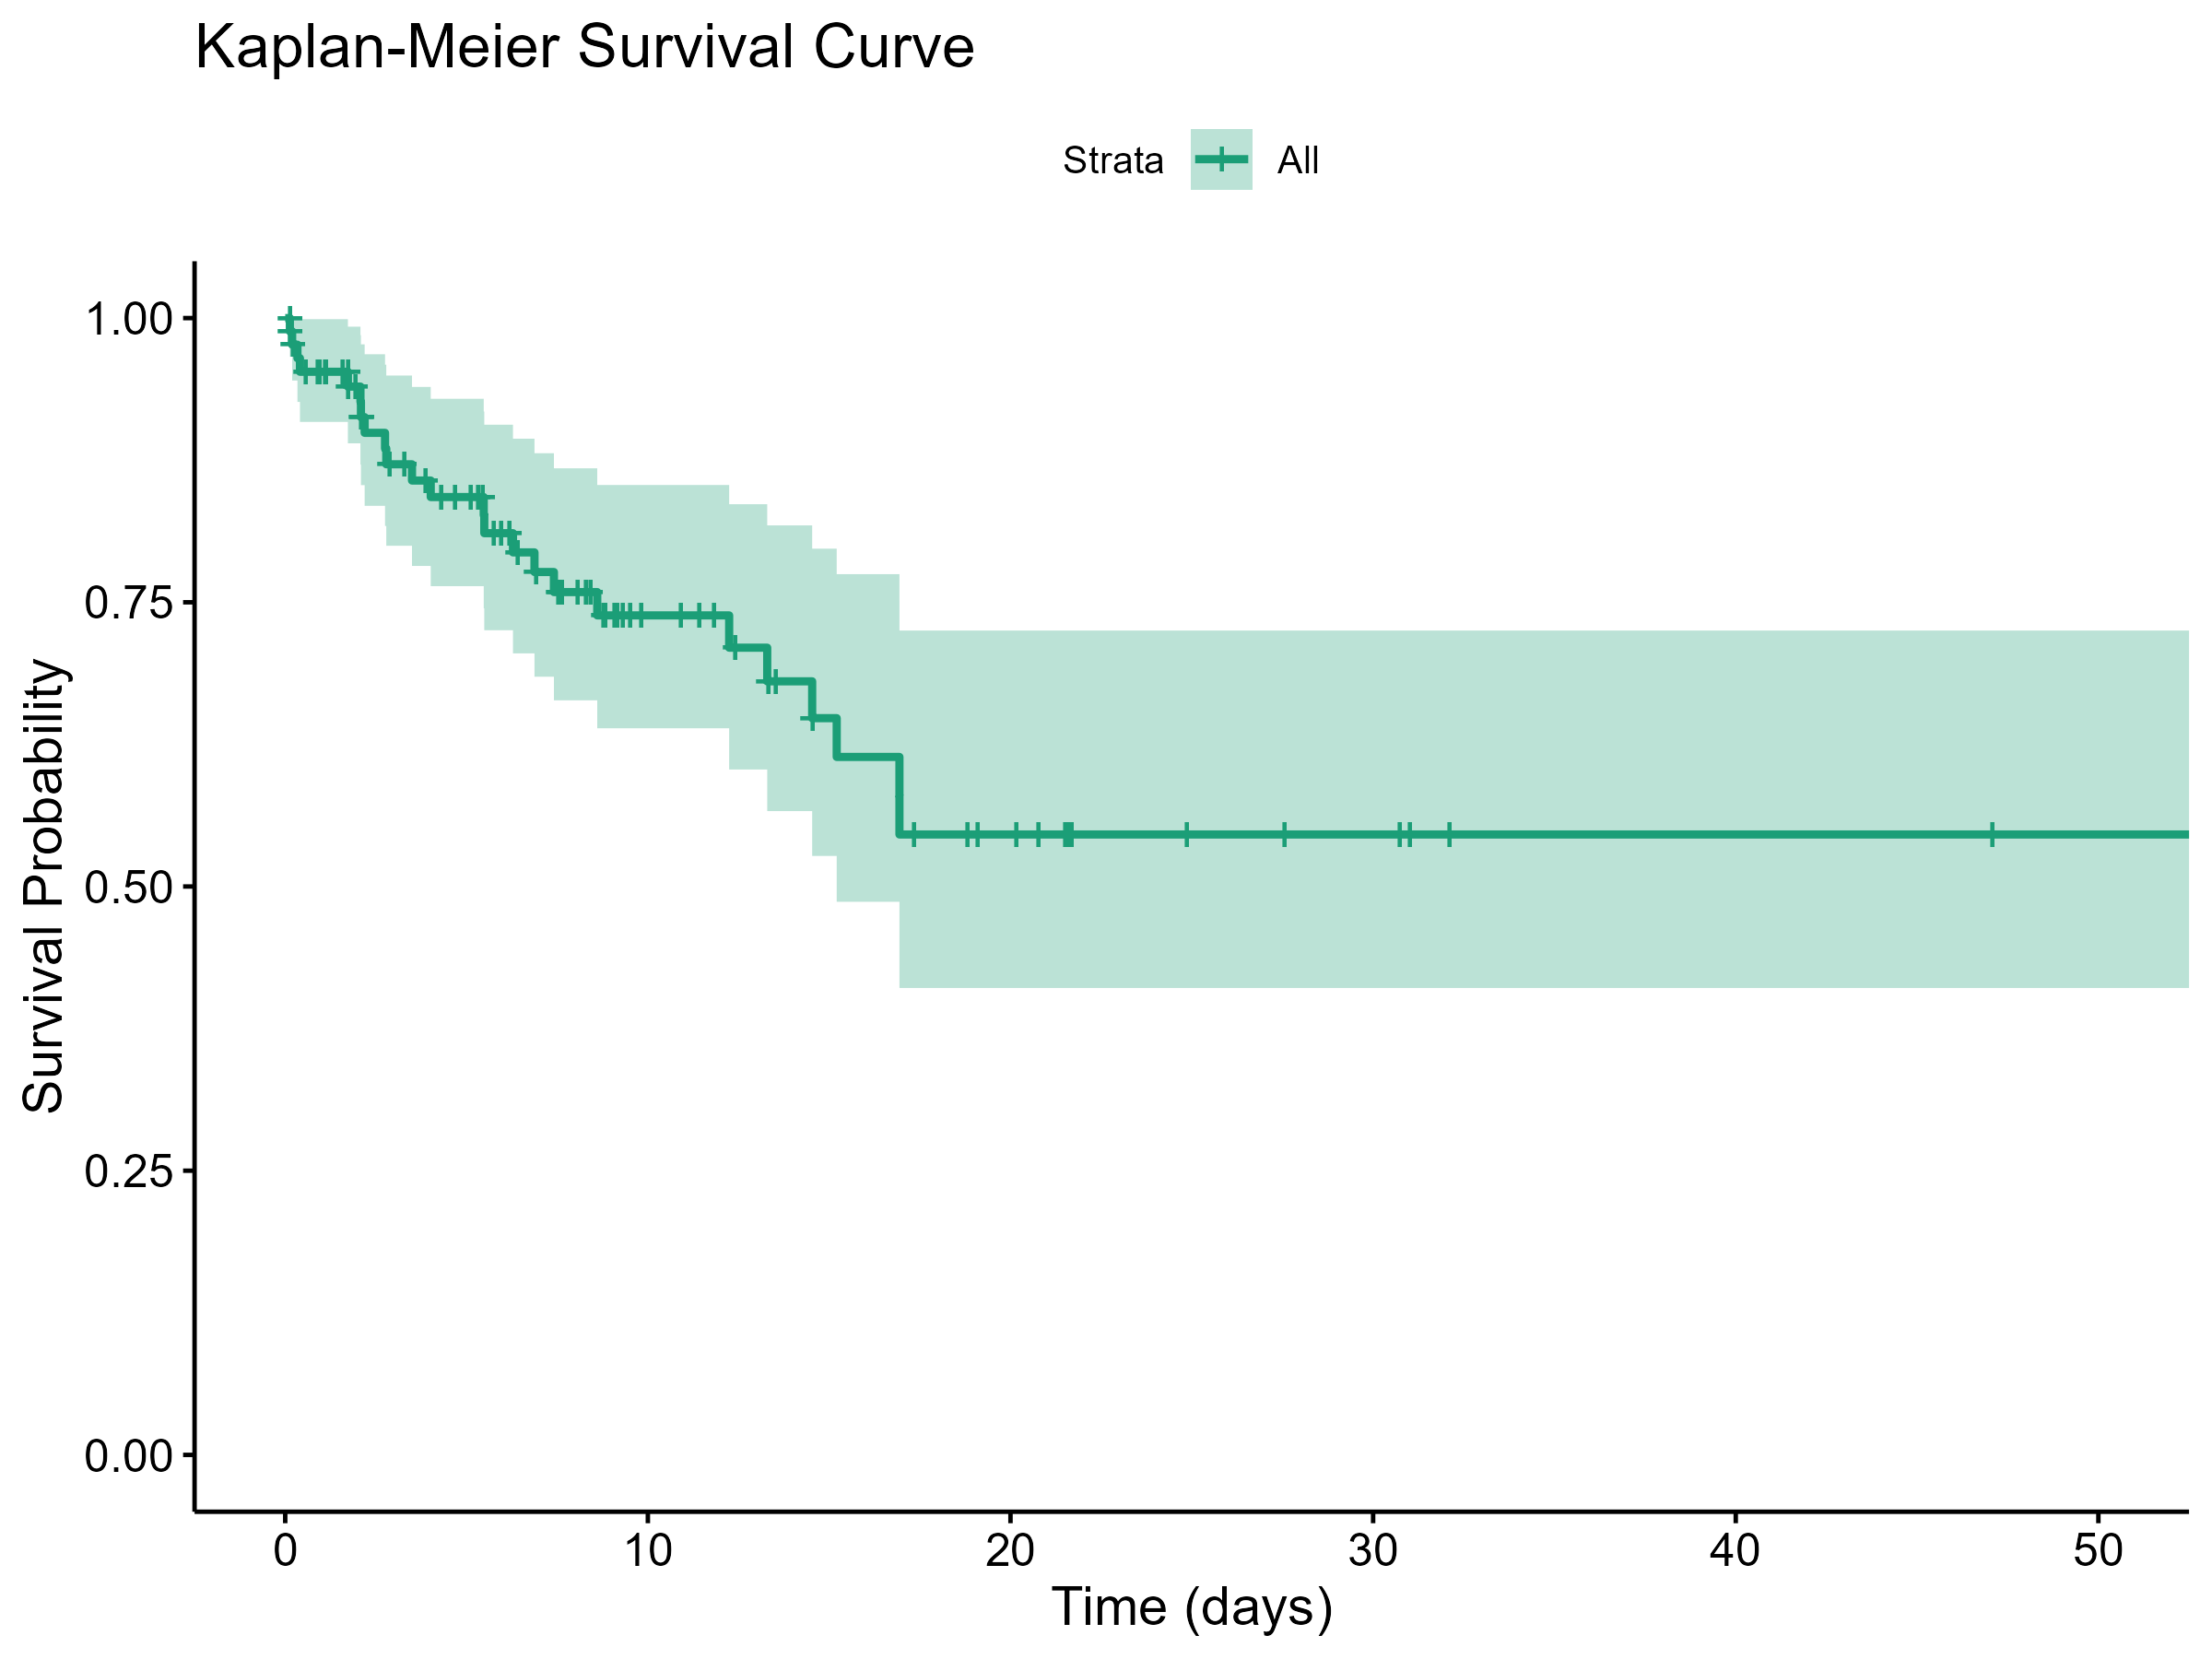 Kaplan-Meier Survival Curve
Strata All
Survival Probability
1.00
0.75
0.50
0.25
0.00
0 10 20 30 40 50
Time (days)